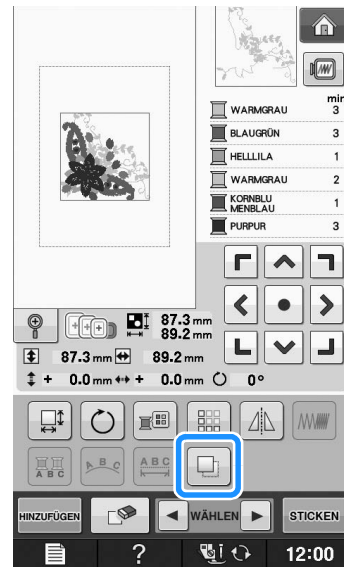 min
WARMGRAU 3
BLAUGRÜN 3
HELLLILA 1
WARMGRAU 2
KORNBLU
MENBLAU 1
PURPUR 3
87.3 mm
89.2 mm
87.3 mm 89.2 mm
+ 0.0 mm + 0.0 mm 0°
A B C A B C A B C
HINZUFÜGEN WÄHLEN STICKEN
? 12:00